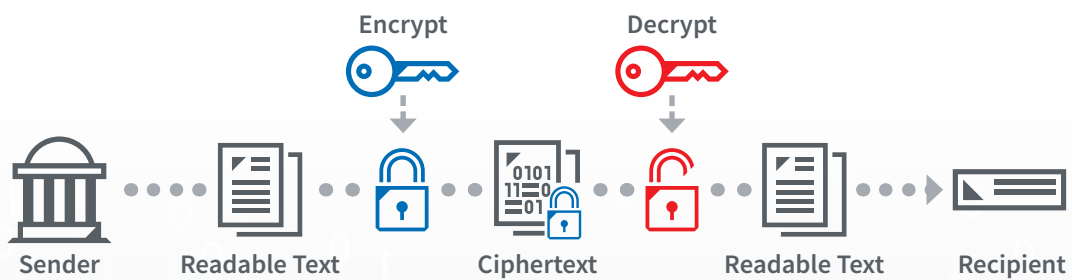 Encrypt
Decrypt
0101
11 0
01
Sender
Readable Text
Ciphertext
Readable Text
Recipient